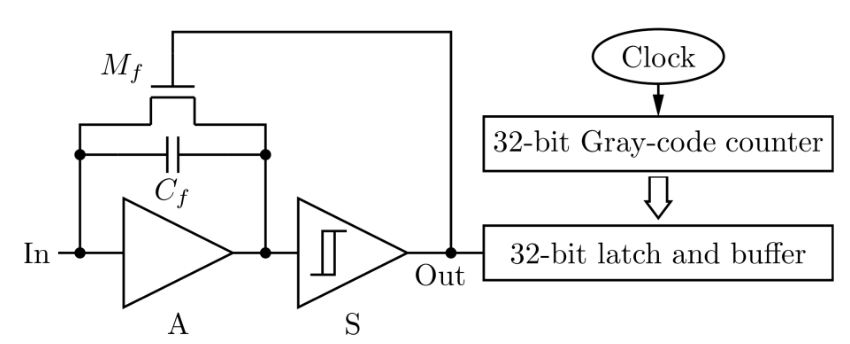 M_f
Clock
32-bit Gray-code counter
C_f
In
32-bit latch and buffer
Out
A
S